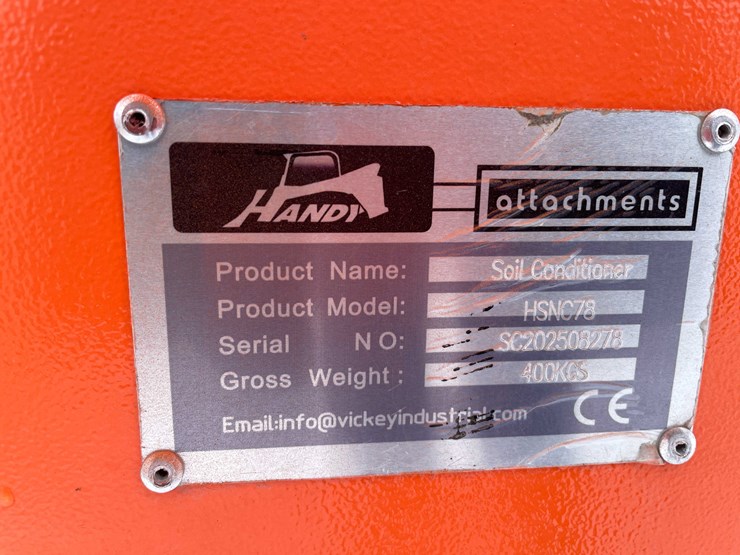 HANDY
attachments
Product Name: Soil Conditioner
Product Model: HSNC78
Serial NO: SC202508278
Gross Weight: 400KGS
Email:info@vickeyindustrial.com
CE